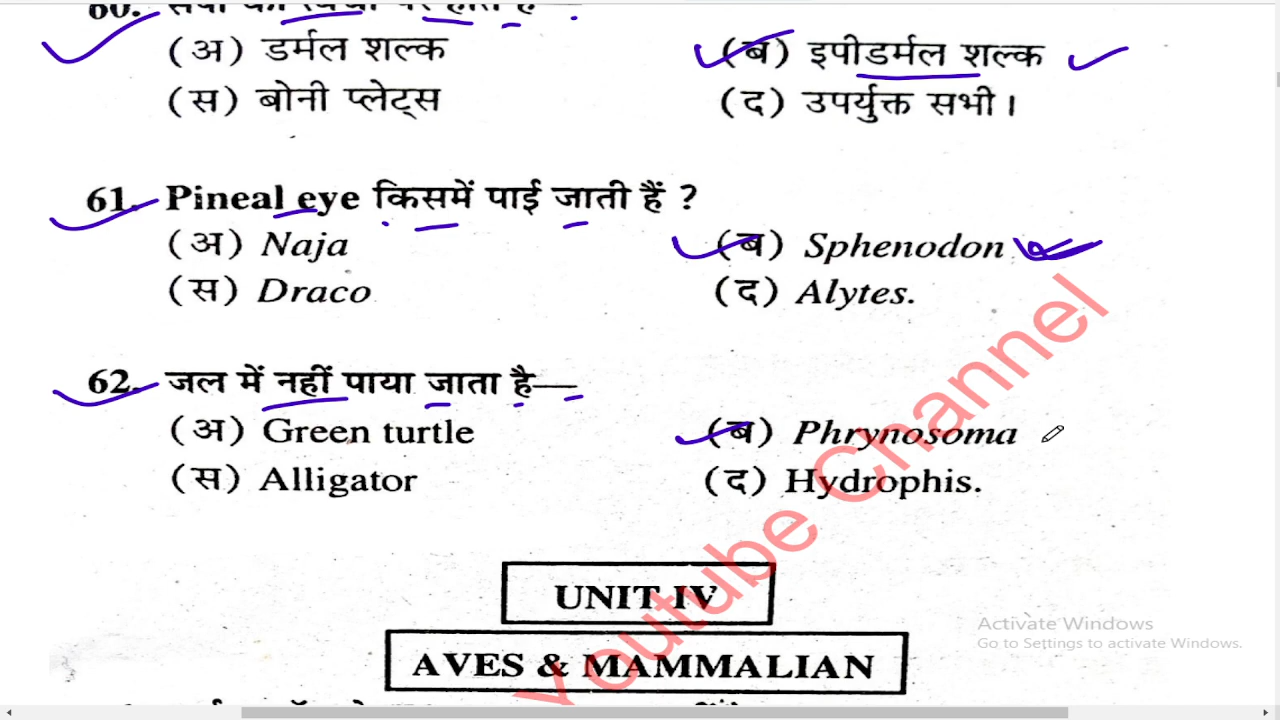 60.
(अ) डर्मल शल्क (ब) इपीडर्मल शल्क
(स) बोनी प्लेट्स (द) उपर्युक्त सभी।
61. Pineal eye किसमें पाई जाती हैं ?
(अ) Naja (ब) Sphenodon
(स) Draco (द) Alytes.
62. जल में नहीं पाया जाता है—
(अ) Green turtle (ब) Phrynosoma
(स) Alligator (द) Hydrophis.
UNIT IV
AVES & MAMMALIAN
Youtube Channel
Activate Windows
Go to Settings to activate Windows.